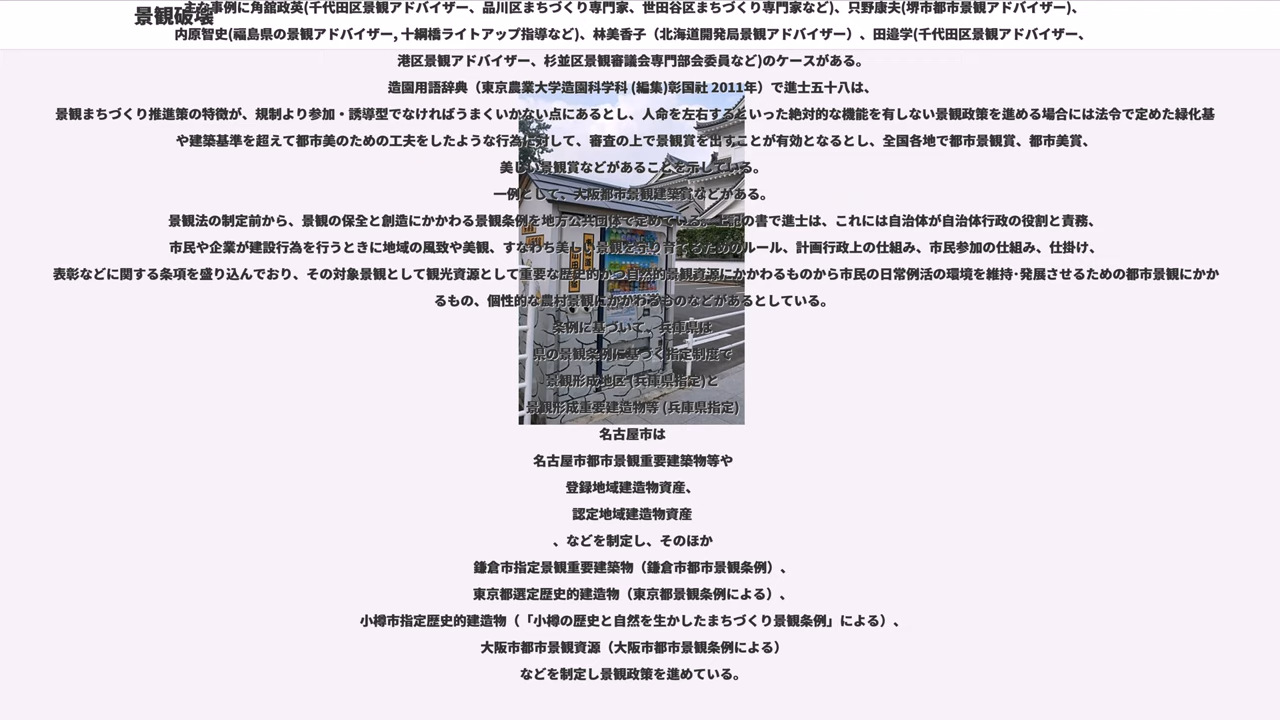 景観破壊
主な事例に角舘政英(千代田区景観アドバイザー、品川区まちづくり専門家、世田谷区まちづくり専門家など)、只野康夫(堺市都市景観アドバイザー)、
内原智史(福島県の景観アドバイザー, 十綱橋ライトアップ指導など)、林美香子（北海道開発局景観アドバイザー）、田邉学(千代田区景観アドバイザー、
港区景観アドバイザー、杉並区景観審議会専門部会委員など)のケースがある。
造園用語辞典（東京農業大学造園科学科 (編集)彰国社 2011年）で進士五十八は、
景観まちづくり推進策の特徴が、規制より参加・誘導型でなければうまくいかない点にあるとし、人命を左右するといった絶対的な機能を有しない景観政策を進める場合には法令で定めた緑化基
や建築基準を超えて都市美のための工夫をしたような行為に対して、審査の上で景観賞を出すことが有効となるとし、全国各地で都市景観賞、都市美賞、
美しい景観賞などがあることを示している。
一例として、大阪都市景観建築賞などがある。
景観法の制定前から、景観の保全と創造にかかわる景観条例を地方公共団体で定めている。上記の書で進士は、これには自治体が自治体行政の役割と責務、
市民や企業が建設行為を行うときに地域の風致や美観、すなわち美しい景観を守り育てるためのルール、計画行政上の仕組み、市民参加の仕組み、仕掛け、
表彰などに関する条項を盛り込んでおり、その対象景観として観光資源として重要な歴史的かつ自然的景観資源にかかわるものから市民の日常例活の環境を維持･発展させるための都市景観にかか
るもの、個性的な農村景観にかかわるものなどがあるとしている。
条例に基づいて、兵庫県は
県の景観条例に基づく指定制度で
景観形成地区 (兵庫県指定)と
景観形成重要建造物等 (兵庫県指定)
名古屋市は
名古屋市都市景観重要建築物等や
登録地域建造物資産、
認定地域建造物資産
、などを制定し、そのほか
鎌倉市指定景観重要建築物（鎌倉市都市景観条例）、
東京都選定歴史的建造物（東京都景観条例による）、
小樽市指定歴史的建造物（「小樽の歴史と自然を生かしたまちづくり景観条例」による）、
大阪市都市景観資源（大阪市都市景観条例による）
などを制定し景観政策を進めている。